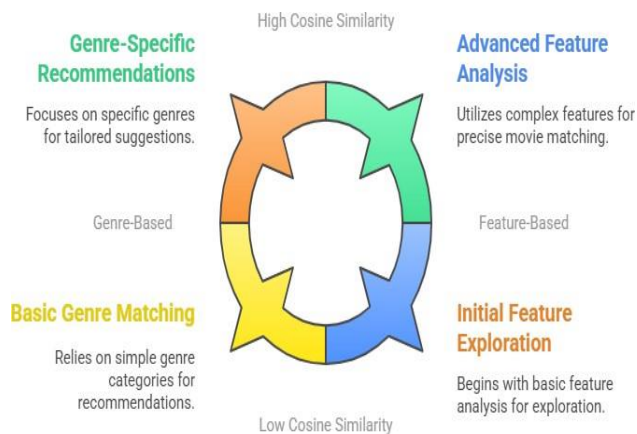 High Cosine Similarity
Genre-Specific
Recommendations
Focuses on specific genres
for tailored suggestions.
Advanced Feature
Analysis
Utilizes complex features for
precise movie matching.
Genre-Based
Feature-Based
Basic Genre Matching
Relies on simple genre
categories for
recommendations.
Initial Feature
Exploration
Begins with basic feature
analysis for exploration.
Low Cosine Similarity